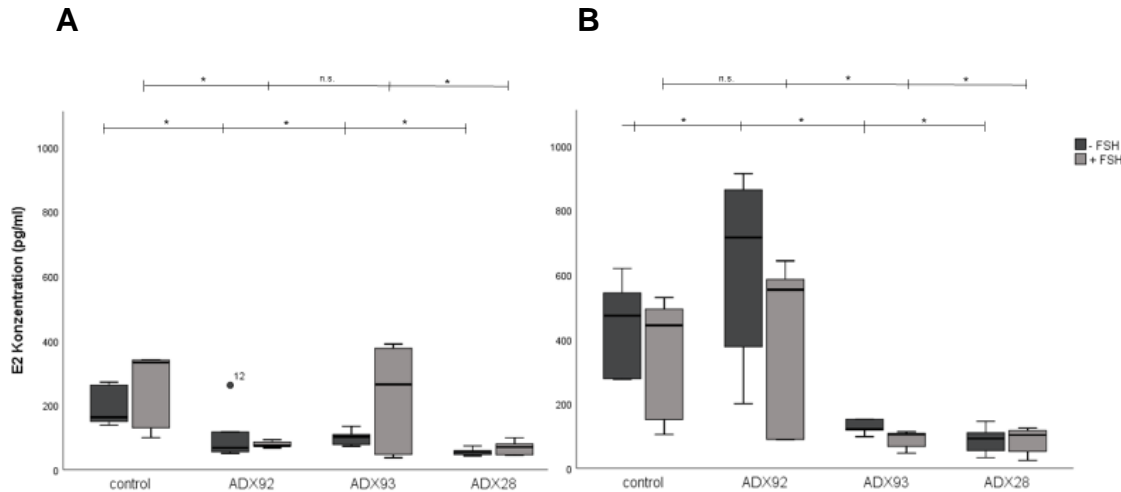 A
B
* n.s. *
* * *
n.s. * *
* * *
- FSH
+ FSH
E2 Konzentration (pg/ml)
1000
800
600
400
200
0
12
control ADX92 ADX93 ADX28
1000
800
600
400
200
0
control ADX92 ADX93 ADX28